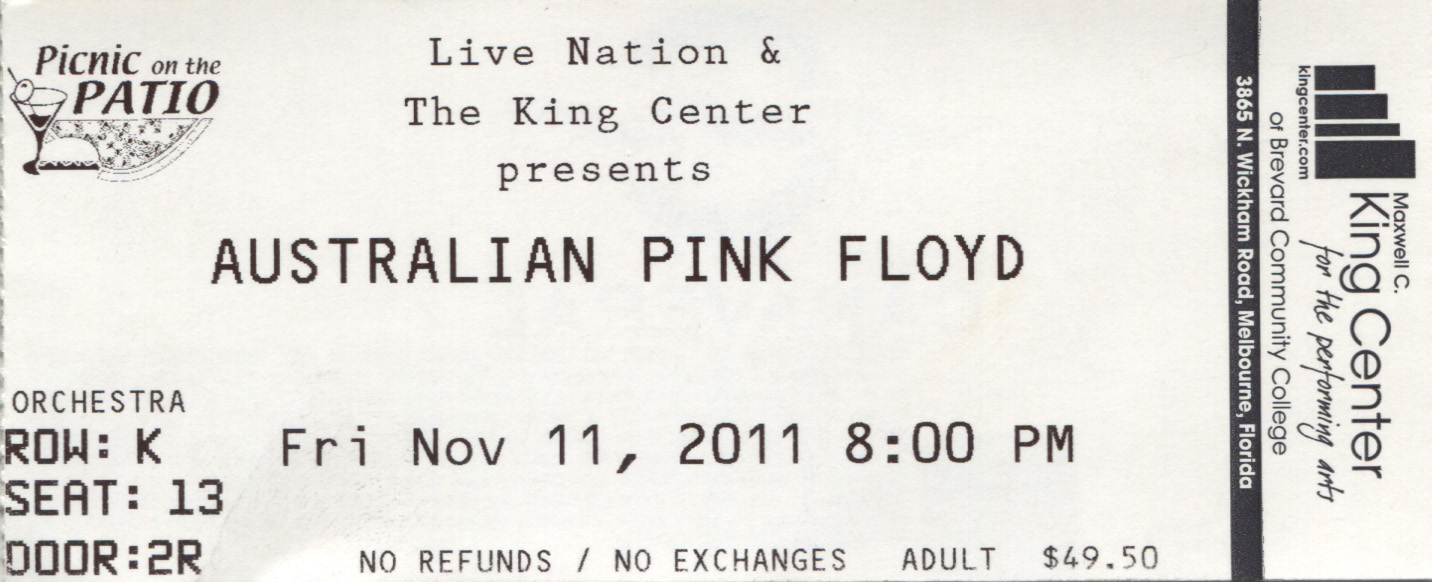 Picnic on the
PATIO
Live Nation &
The King Center
presents
AUSTRALIAN PINK FLOYD
ORCHESTRA
ROW: K
SEAT: 13
DOOR:2R
Fri Nov 11, 2011 8:00 PM
NO REFUNDS / NO EXCHANGES ADULT $49.50
3865 N. Wickham Road, Melbourne, Florida
kingcenter.com
Maxwell C.
King Center
for the performing arts
of Brevard Community College